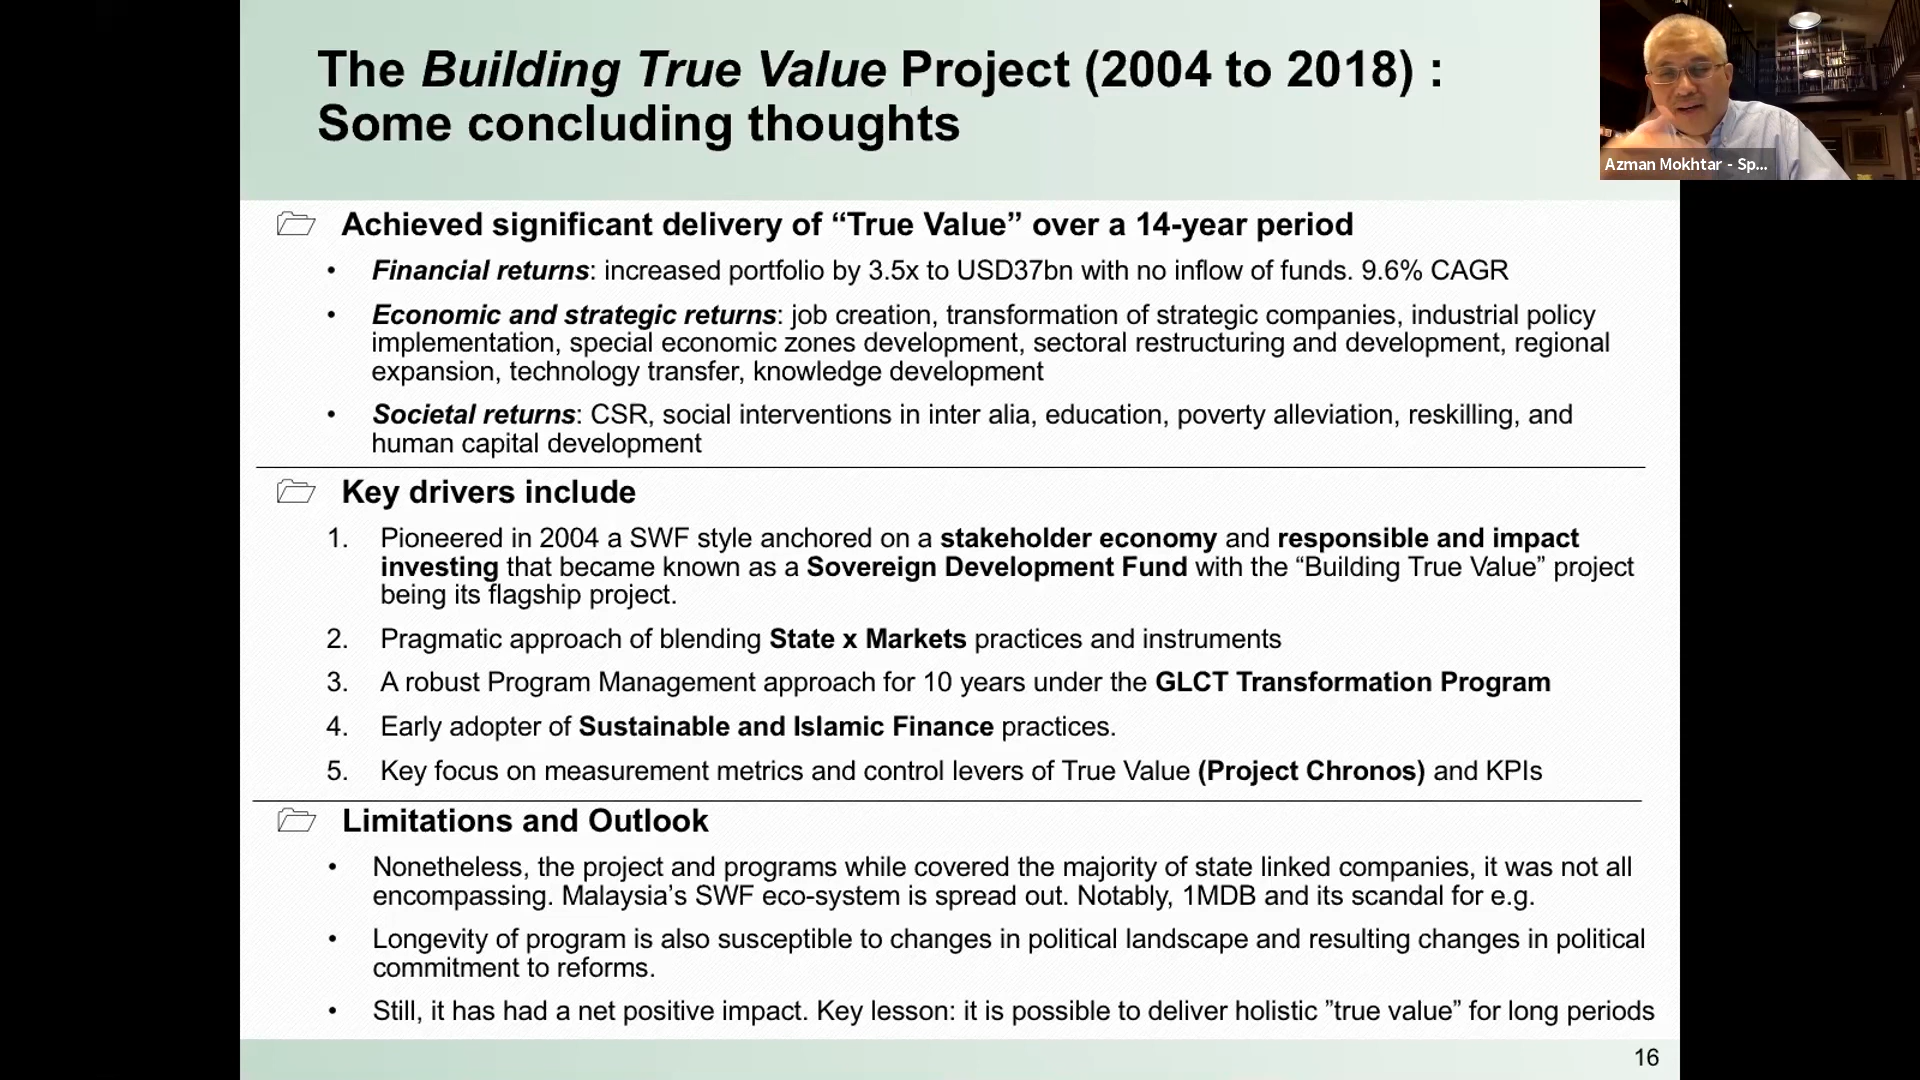 The Building True Value Project (2004 to 2018) :
Some concluding thoughts
Azman Mokhtar - Sp...
Achieved significant delivery of “True Value” over a 14-year period
• Financial returns: increased portfolio by 3.5x to USD37bn with no inflow of funds. 9.6% CAGR
• Economic and strategic returns: job creation, transformation of strategic companies, industrial policy
implementation, special economic zones development, sectoral restructuring and development, regional
expansion, technology transfer, knowledge development
• Societal returns: CSR, social interventions in inter alia, education, poverty alleviation, reskilling, and
human capital development
Key drivers include
1. Pioneered in 2004 a SWF style anchored on a stakeholder economy and responsible and impact
investing that became known as a Sovereign Development Fund with the “Building True Value” project
being its flagship project.
2. Pragmatic approach of blending State x Markets practices and instruments
3. A robust Program Management approach for 10 years under the GLCT Transformation Program
4. Early adopter of Sustainable and Islamic Finance practices.
5. Key focus on measurement metrics and control levers of True Value (Project Chronos) and KPIs
Limitations and Outlook
• Nonetheless, the project and programs while covered the majority of state linked companies, it was not all
encompassing. Malaysia’s SWF eco-system is spread out. Notably, 1MDB and its scandal for e.g.
• Longevity of program is also susceptible to changes in political landscape and resulting changes in political
commitment to reforms.
• Still, it has had a net positive impact. Key lesson: it is possible to deliver holistic ”true value” for long periods
16